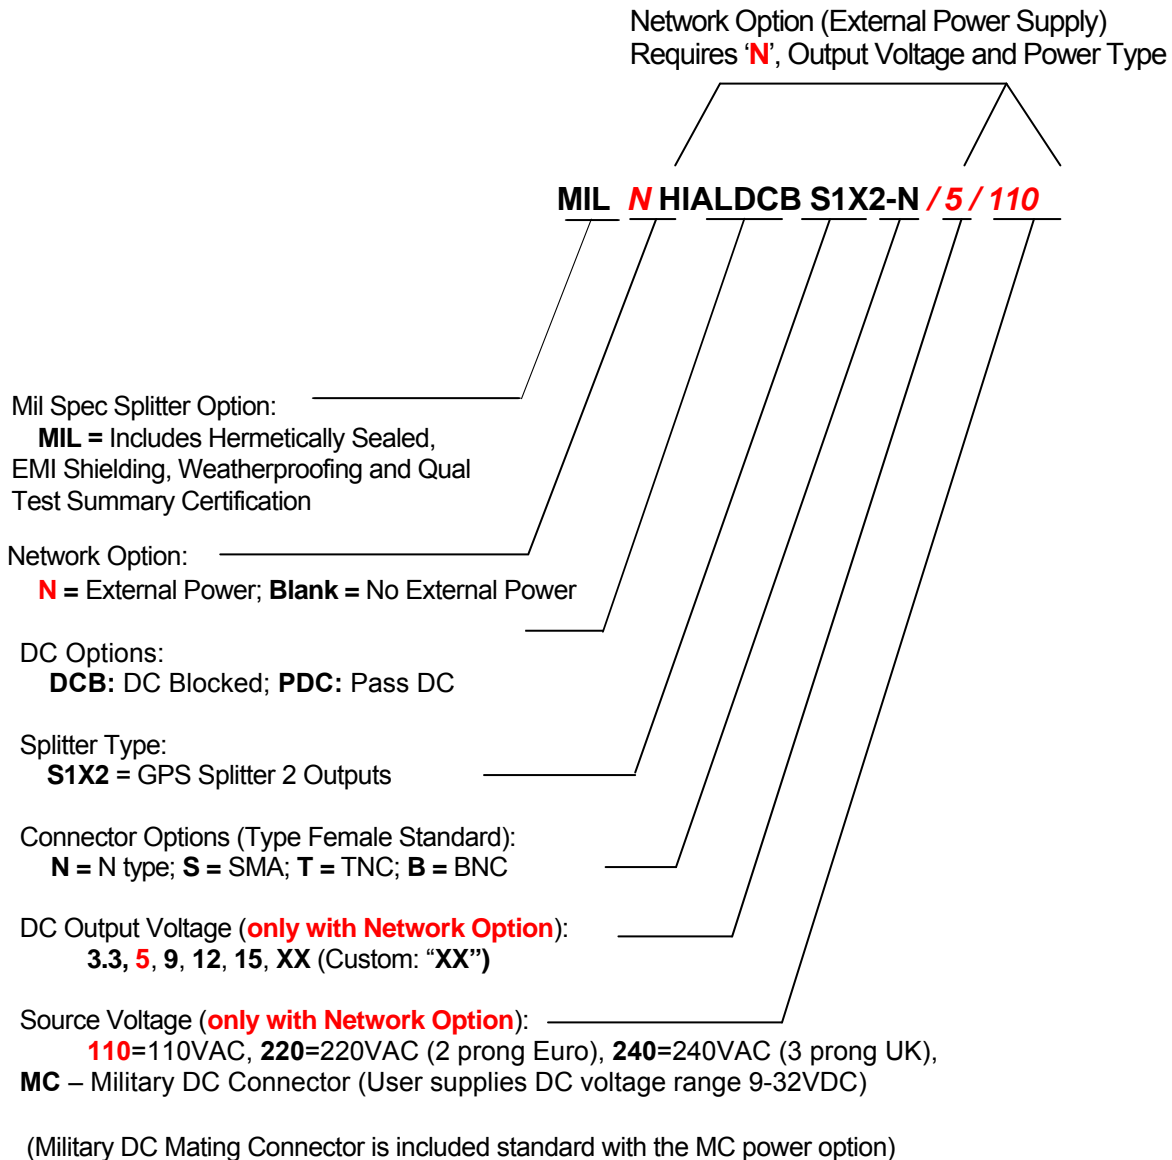 Network Option (External Power Supply)
Requires ‘N’, Output Voltage and Power Type
MIL N HIALDCB S1X2-N / 5 / 110
Mil Spec Splitter Option:
MIL = Includes Hermetically Sealed,
EMI Shielding, Weatherproofing and Qual
Test Summary Certification
Network Option:
N = External Power; Blank = No External Power
DC Options:
DCB: DC Blocked; PDC: Pass DC
Splitter Type:
S1X2 = GPS Splitter 2 Outputs
Connector Options (Type Female Standard):
N = N type; S = SMA; T = TNC; B = BNC
DC Output Voltage (only with Network Option):
3.3, 5, 9, 12, 15, XX (Custom: “XX”)
Source Voltage (only with Network Option):
110=110VAC, 220=220VAC (2 prong Euro), 240=240VAC (3 prong UK),
MC – Military DC Connector (User supplies DC voltage range 9-32VDC)
(Military DC Mating Connector is included standard with the MC power option)